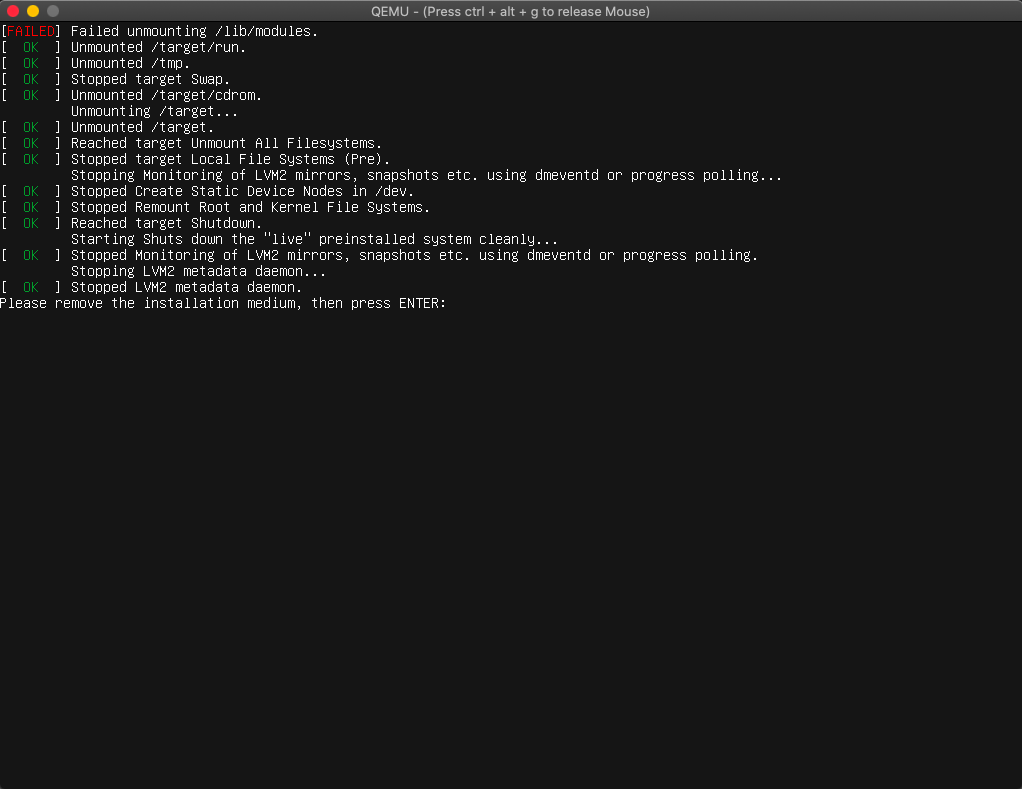 QEMU - (Press ctrl + alt + g to release Mouse)
[FAILED] Failed unmounting /lib/modules.
[  OK  ] Unmounted /target/run.
[  OK  ] Unmounted /tmp.
[  OK  ] Stopped target Swap.
[  OK  ] Unmounted /target/cdrom.
         Unmounting /target...
[  OK  ] Unmounted /target.
[  OK  ] Reached target Unmount All Filesystems.
[  OK  ] Stopped target Local File Systems (Pre).
         Stopping Monitoring of LVM2 mirrors, snapshots etc. using dmeventd or progress polling...
[  OK  ] Stopped Create Static Device Nodes in /dev.
[  OK  ] Stopped Remount Root and Kernel File Systems.
[  OK  ] Reached target Shutdown.
         Starting Shuts down the "live" preinstalled system cleanly...
[  OK  ] Stopped Monitoring of LVM2 mirrors, snapshots etc. using dmeventd or progress polling.
         Stopping LVM2 metadata daemon...
[  OK  ] Stopped LVM2 metadata daemon.
Please remove the installation medium, then press ENTER: